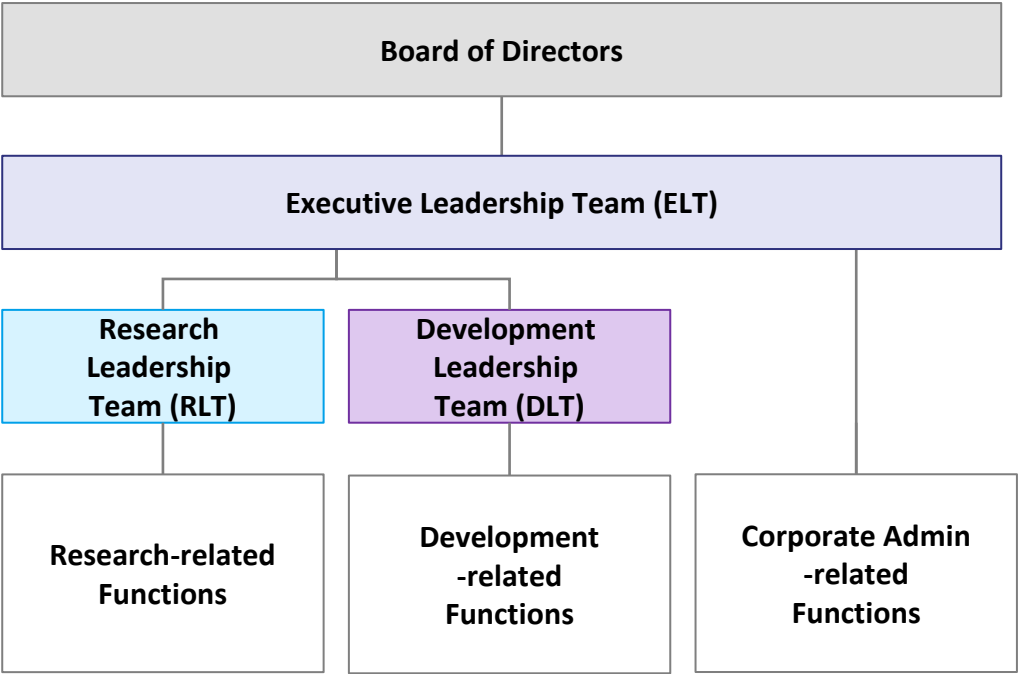 Board of Directors
Executive Leadership Team (ELT)
Research
Leadership
Team (RLT)
Development
Leadership
Team (DLT)
Research-related
Functions
Development
-related
Functions
Corporate Admin
-related
Functions